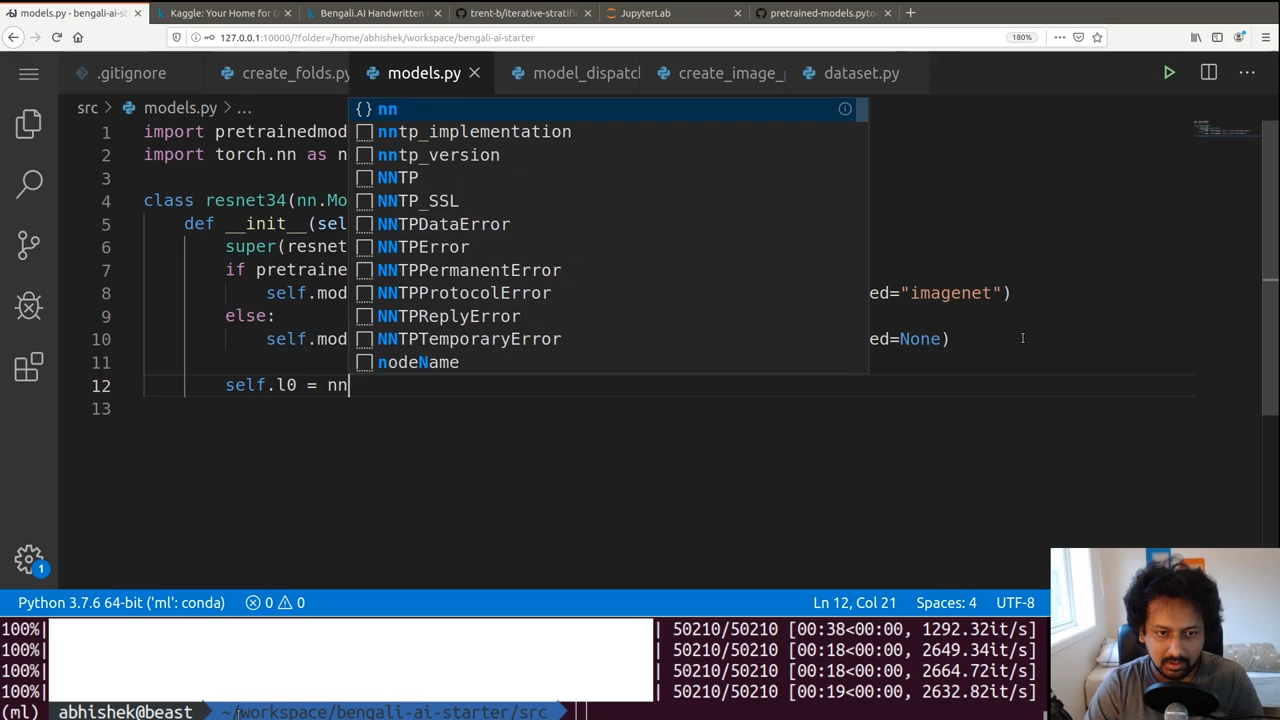 models.py - bengali-ai-sta
Kaggle: Your Home for D
Bengali.AI Handwritten
trent-b/iterative-stratifi
JupyterLab
pretrained-models.pyto
127.0.0.1:10000/?folder=/home/abhishek/workspace/bengali-ai-starter
180%
.gitignore
create_folds.py
models.py
model_dispatc
create_image_
dataset.py
src > models.py > ...
1 import pretrainedmod
2 import torch.nn as n
3
4 class resnet34(nn.Mo
5 def __init__(sel
6 super(resnet
7 if pretraine
8 self.mod ed="imagenet")
9 else:
10 self.mod ed=None)
11
12 self.l0 = nn
13
{} nn
nntp_implementation
nntp_version
NNTP
NNTP_SSL
NNTPDataError
NNTPError
NNTPPermanentError
NNTPProtocolError
NNTPReplyError
NNTPTemporaryError
nodeName
1
Python 3.7.6 64-bit ('ml': conda) 0 0 Ln 12, Col 21 Spaces: 4 UTF-8
100%| | 50210/50210 [00:38<00:00, 1292.32it/s]
100%| | 50210/50210 [00:18<00:00, 2649.34it/s]
100%| | 50210/50210 [00:18<00:00, 2664.72it/s]
100%| | 50210/50210 [00:19<00:00, 2632.82it/s]
(ml) abhishek@beast ~/workspace/bengali-ai-starter/src